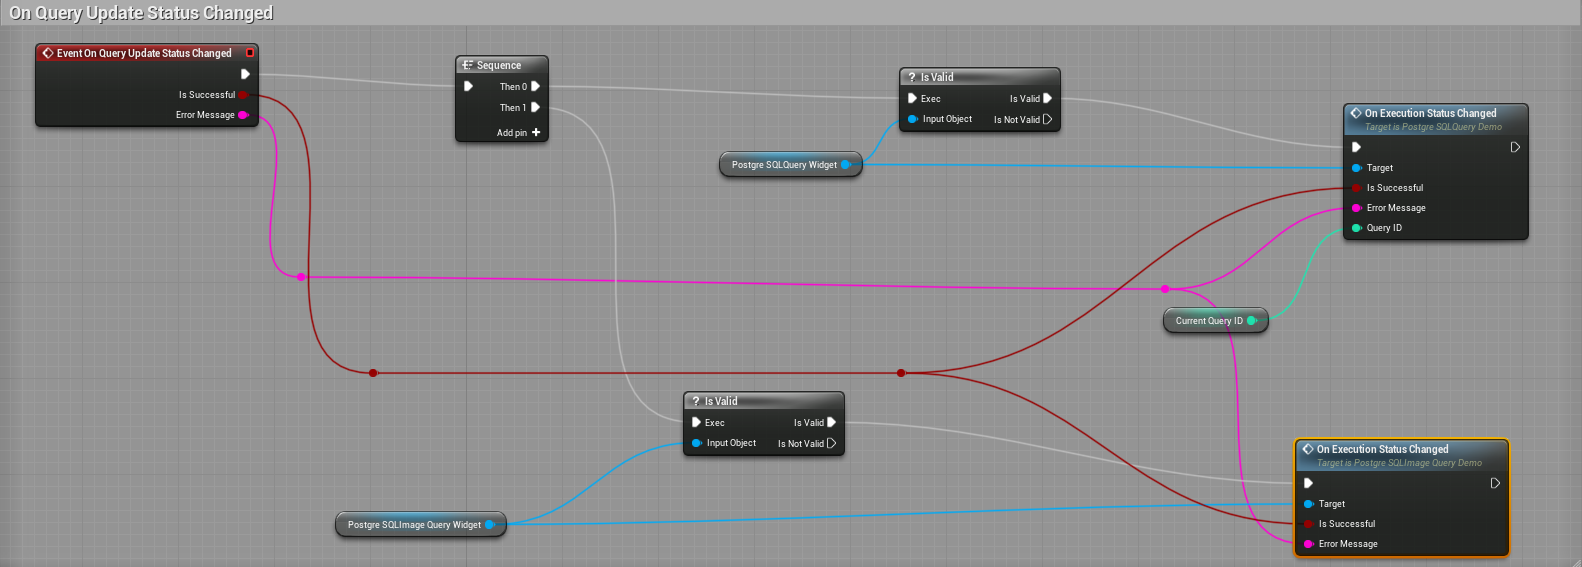 On Query Update Status Changed
Event On Query Update Status Changed
Is Successful
Error Message
Sequence
Then 0
Then 1
Add pin
? Is Valid
Exec Is Valid
Input Object Is Not Valid
Postgre SQLQuery Widget
On Execution Status Changed
Target is Postgre SQLQuery Demo
Target
Is Successful
Error Message
Query ID
Current Query ID
? Is Valid
Exec Is Valid
Input Object Is Not Valid
Postgre SQLImage Query Widget
On Execution Status Changed
Target is Postgre SQLImage Query Demo
Target
Is Successful
Error Message